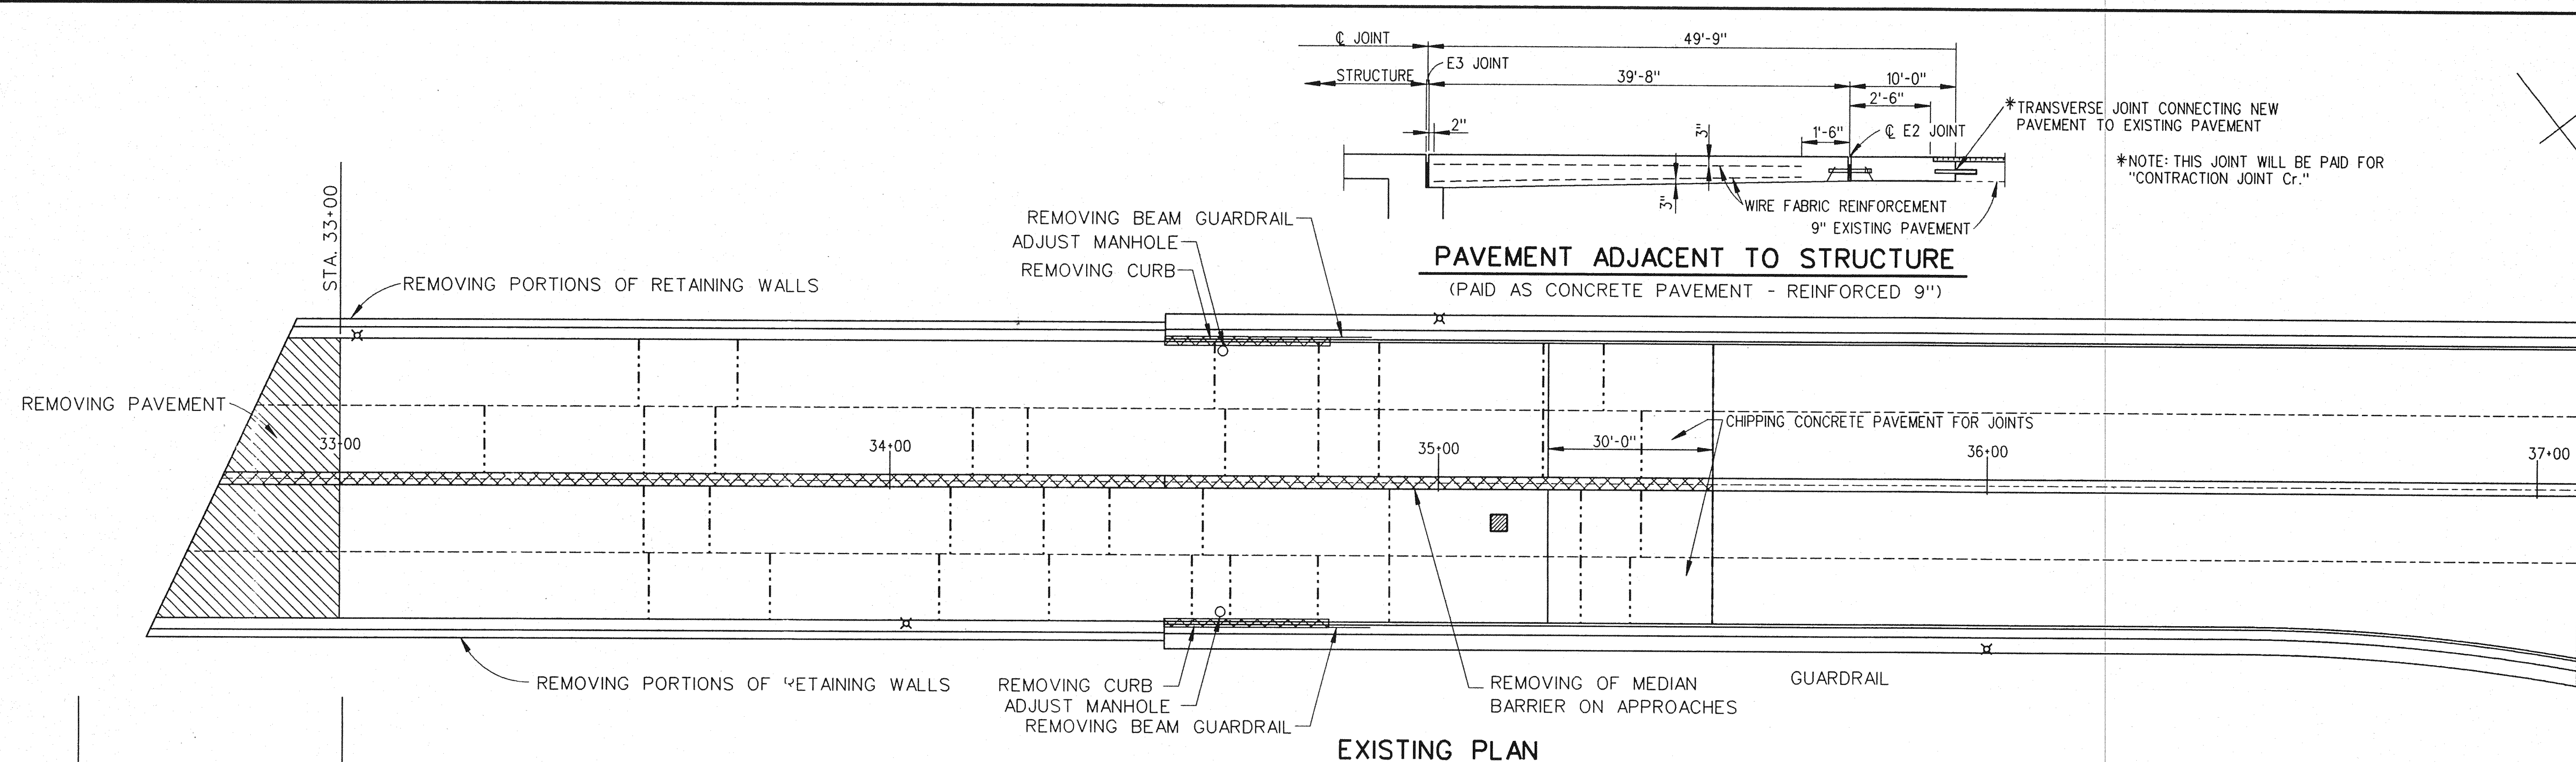 ℄ JOINT
49'-9"
E3 JOINT
STRUCTURE
39'-8"
10'-0"
2'-6"
*TRANSVERSE JOINT CONNECTING NEW
PAVEMENT TO EXISTING PAVEMENT
2"
3"
1'-6"
℄ E2 JOINT
*NOTE: THIS JOINT WILL BE PAID FOR
"CONTRACTION JOINT Cr."
3"
WIRE FABRIC REINFORCEMENT
9" EXISTING PAVEMENT
PAVEMENT ADJACENT TO STRUCTURE
(PAID AS CONCRETE PAVEMENT - REINFORCED 9")
STA. 33+00
REMOVING BEAM GUARDRAIL
ADJUST MANHOLE
REMOVING CURB
REMOVING PORTIONS OF RETAINING WALLS
REMOVING PAVEMENT
33+00
34+00
35+00
30'-0"
CHIPPING CONCRETE PAVEMENT FOR JOINTS
36+00
37+00
REMOVING PORTIONS OF RETAINING WALLS
REMOVING CURB
ADJUST MANHOLE
REMOVING BEAM GUARDRAIL
REMOVING OF MEDIAN
BARRIER ON APPROACHES
GUARDRAIL
EXISTING PLAN